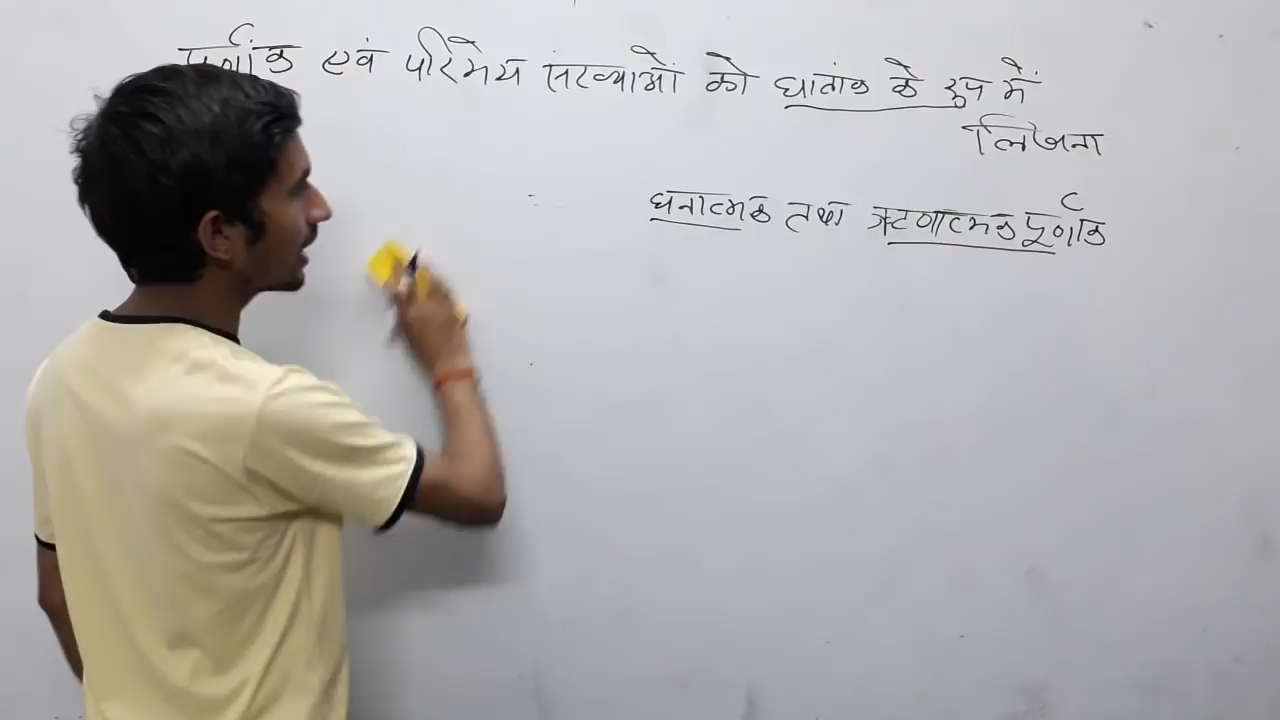 पूर्णांक एवं परिमेय संख्याओं को घातांक के रूप में
लिखना
धनात्मक तथा ऋणात्मक पूर्णांक